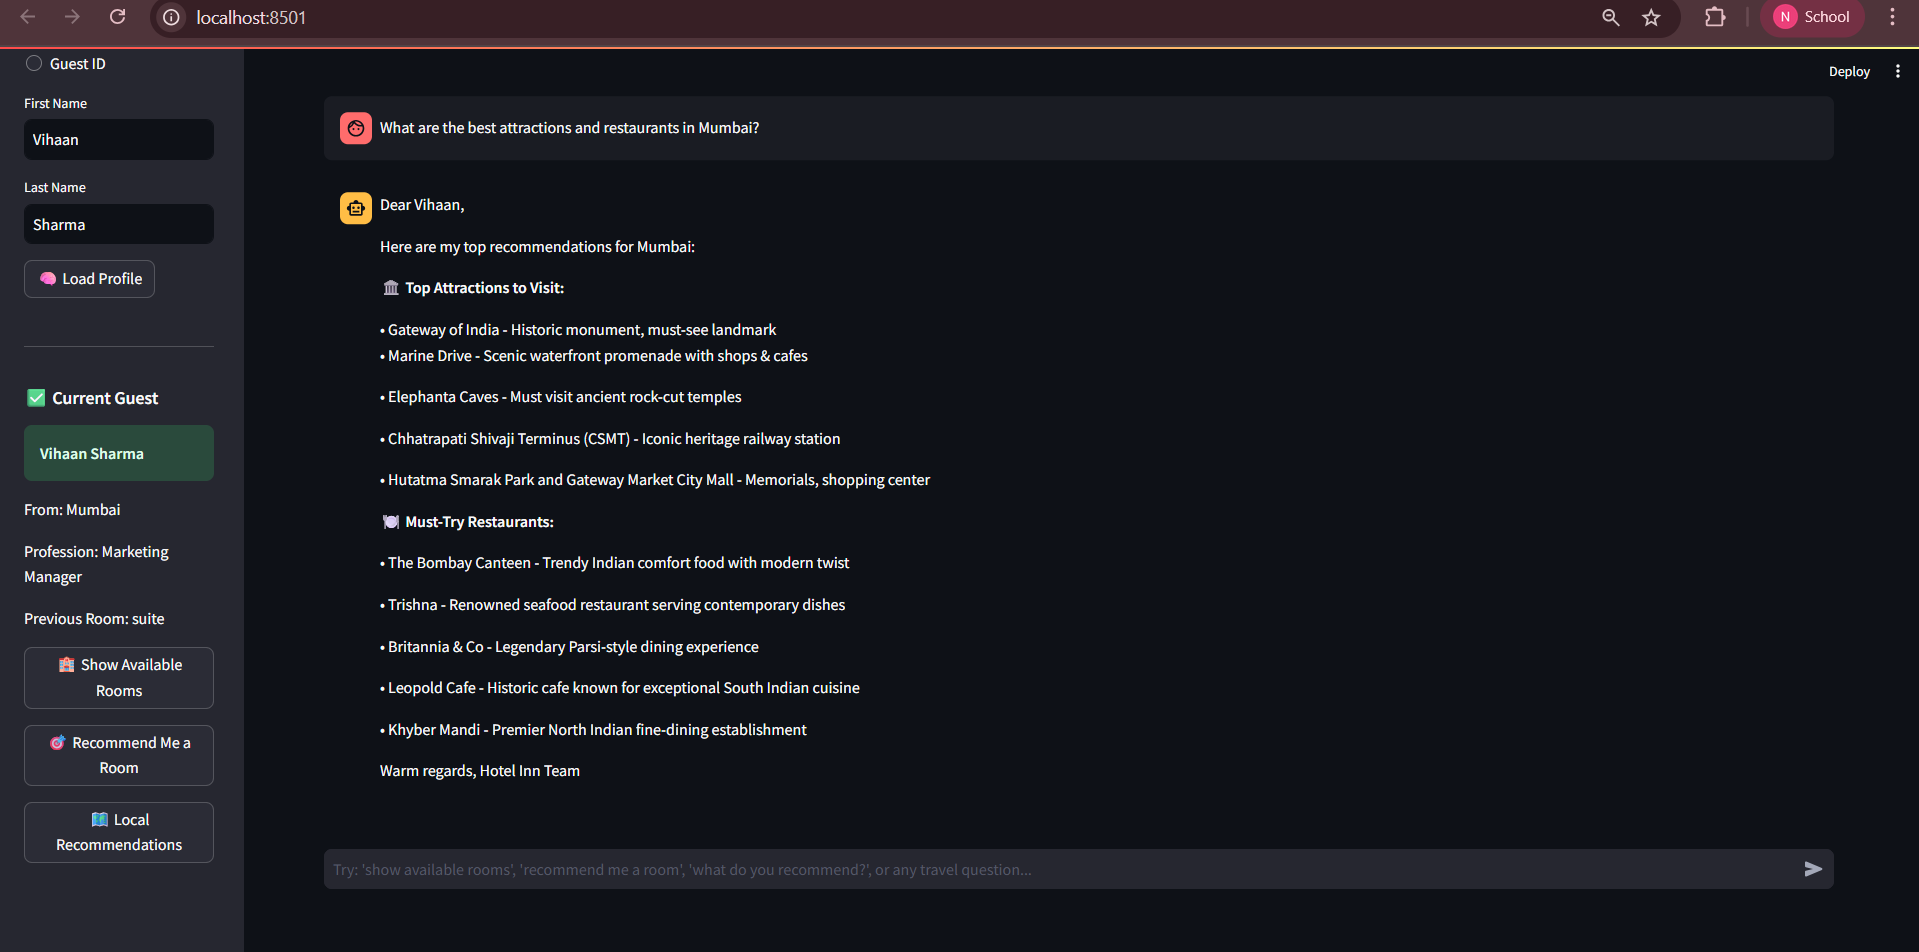 localhost:8501
N School
Guest ID
First Name
Vihaan
Last Name
Sharma
🧠 Load Profile
✅ Current Guest
Vihaan Sharma
From: Mumbai
Profession: Marketing
Manager
Previous Room: suite
🏨 Show Available
Rooms
🎯 Recommend Me a
Room
🗺️ Local
Recommendations
Deploy
What are the best attractions and restaurants in Mumbai?
Dear Vihaan,
Here are my top recommendations for Mumbai:
🏛️ Top Attractions to Visit:
• Gateway of India - Historic monument, must-see landmark
• Marine Drive - Scenic waterfront promenade with shops & cafes
• Elephanta Caves - Must visit ancient rock-cut temples
• Chhatrapati Shivaji Terminus (CSMT) - Iconic heritage railway station
• Hutatma Smarak Park and Gateway Market City Mall - Memorials, shopping center
🍽️ Must-Try Restaurants:
• The Bombay Canteen - Trendy Indian comfort food with modern twist
• Trishna - Renowned seafood restaurant serving contemporary dishes
• Britannia & Co - Legendary Parsi-style dining experience
• Leopold Cafe - Historic cafe known for exceptional South Indian cuisine
• Khyber Mandi - Premier North Indian fine-dining establishment
Warm regards, Hotel Inn Team
Try: 'show available rooms', 'recommend me a room', 'what do you recommend?', or any travel question...